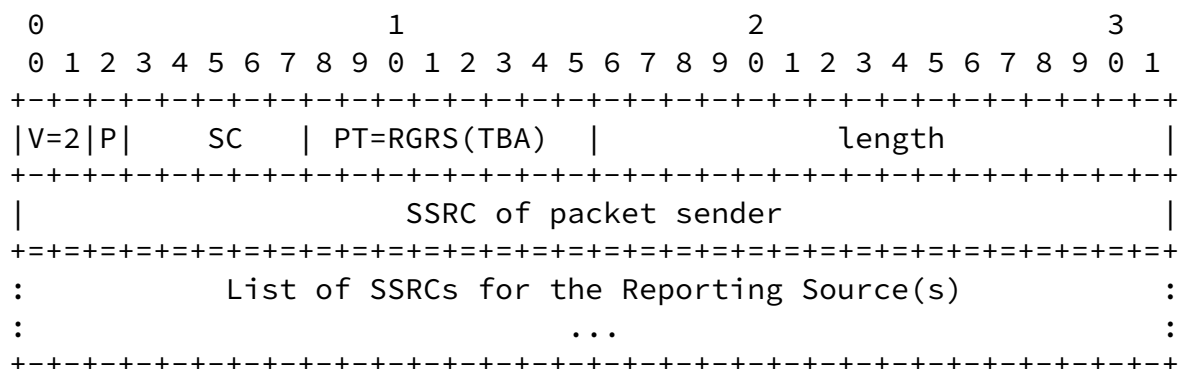 0                   1                   2                   3
 0 1 2 3 4 5 6 7 8 9 0 1 2 3 4 5 6 7 8 9 0 1 2 3 4 5 6 7 8 9 0 1
+-+-+-+-+-+-+-+-+-+-+-+-+-+-+-+-+-+-+-+-+-+-+-+-+-+-+-+-+-+-+-+-+
|V=2|P|    SC   | PT=RGRS(TBA)  |             length            |
+-+-+-+-+-+-+-+-+-+-+-+-+-+-+-+-+-+-+-+-+-+-+-+-+-+-+-+-+-+-+-+-+
|                     SSRC of packet sender                     |
+=+=+=+=+=+=+=+=+=+=+=+=+=+=+=+=+=+=+=+=+=+=+=+=+=+=+=+=+=+=+=+=+
:           List of SSRCs for the Reporting Source(s)           :
:                              ...                              :
+-+-+-+-+-+-+-+-+-+-+-+-+-+-+-+-+-+-+-+-+-+-+-+-+-+-+-+-+-+-+-+-+